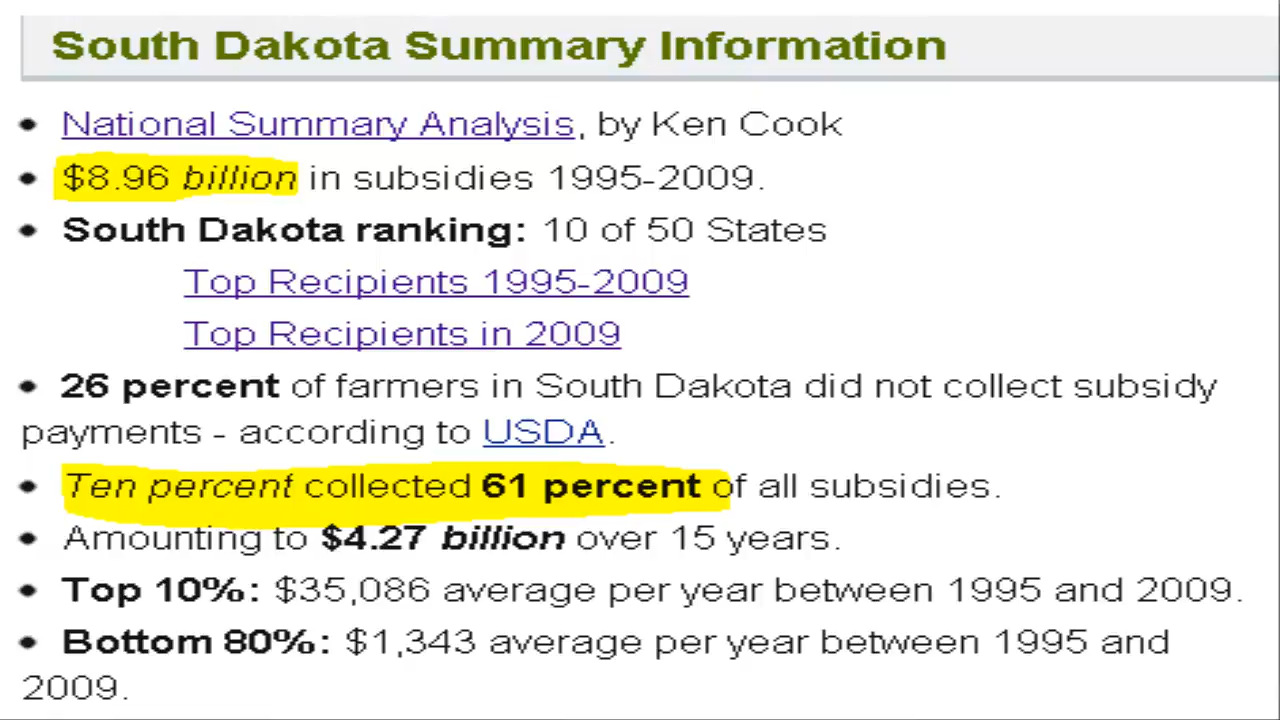 South Dakota Summary Information
• National Summary Analysis, by Ken Cook
• $8.96 billion in subsidies 1995-2009.
• South Dakota ranking: 10 of 50 States
Top Recipients 1995-2009
Top Recipients in 2009
• 26 percent of farmers in South Dakota did not collect subsidy
payments - according to USDA.
• Ten percent collected 61 percent of all subsidies.
• Amounting to $4.27 billion over 15 years.
• Top 10%: $35,086 average per year between 1995 and 2009.
• Bottom 80%: $1,343 average per year between 1995 and
2009.